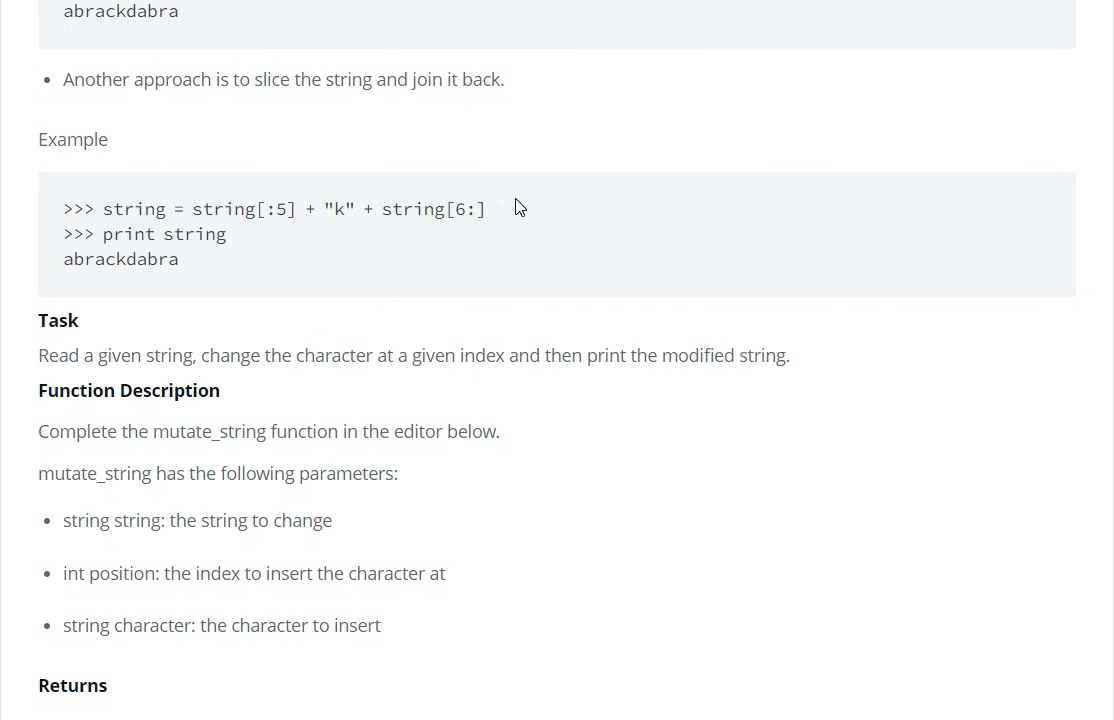 abrackdabra
• Another approach is to slice the string and join it back.
Example
>>> string = string[:5] + "k" + string[6:]
>>> print string
abrackdabra
Task
Read a given string, change the character at a given index and then print the modified string.
Function Description
Complete the mutate_string function in the editor below.
mutate_string has the following parameters:
• string string: the string to change
• int position: the index to insert the character at
• string character: the character to insert
Returns